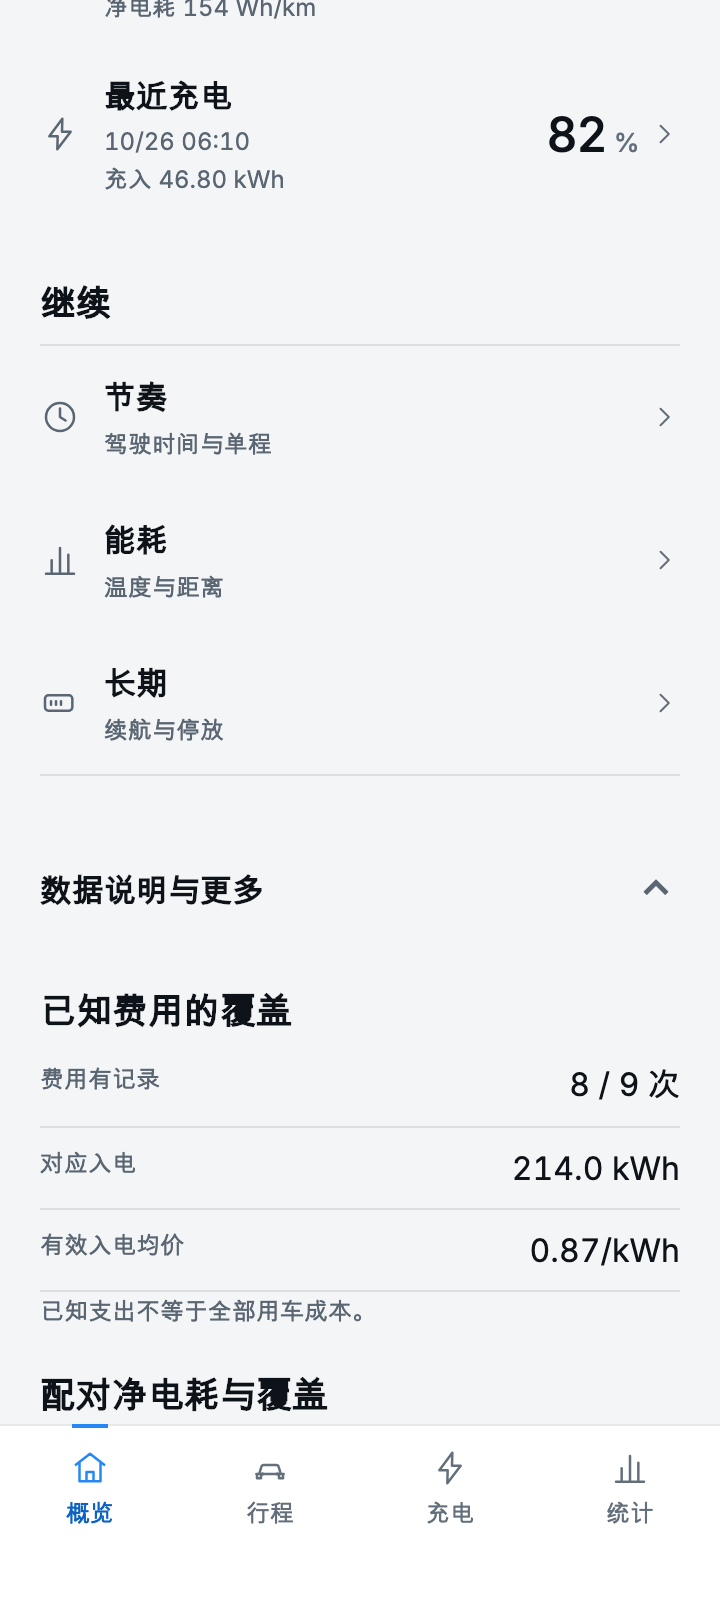 净电耗 154 Wh/km
最近充电
10/26 06:10
充入 46.80 kWh
82 %
继续
节奏
驾驶时间与单程
能耗
温度与距离
长期
续航与停放
数据说明与更多
已知费用的覆盖
费用有记录
8 / 9 次
对应入电
214.0 kWh
有效入电均价
0.87/kWh
已知支出不等于全部用车成本。
配对净电耗与覆盖
概览
行程
充电
统计